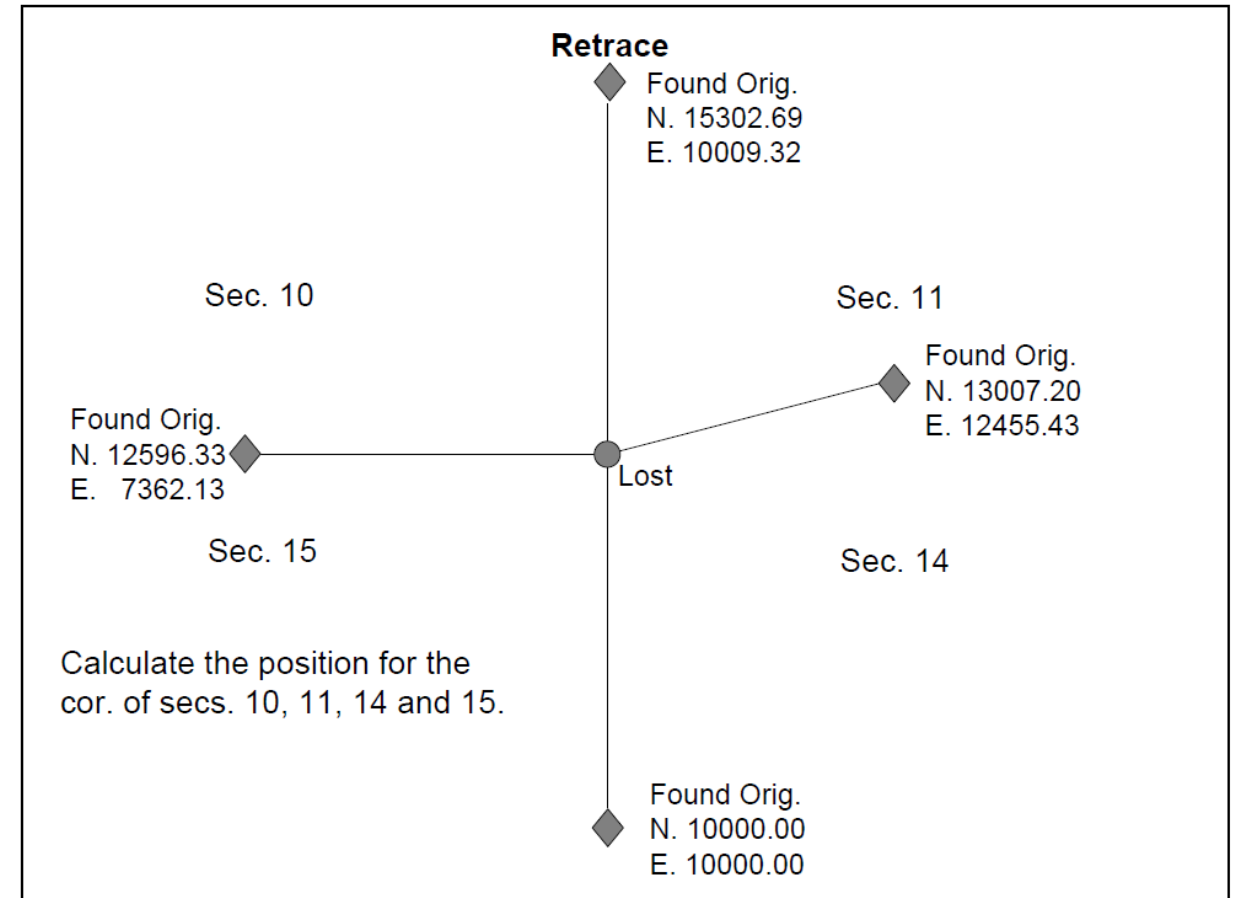 Retrace
Found Orig.
N. 15302.69
E. 10009.32
Sec. 10
Sec. 11
Found Orig.
N. 13007.20
E. 12455.43
Found Orig.
N. 12596.33
E. 7362.13
Lost
Sec. 15
Sec. 14
Calculate the position for the
cor. of secs. 10, 11, 14 and 15.
Found Orig.
N. 10000.00
E. 10000.00